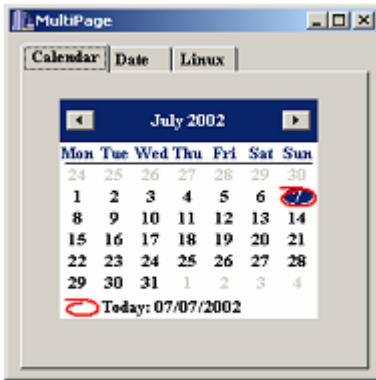 MultiPage
Calendar Date Linux
July 2002
Mon Tue Wed Thu Fri Sat Sun
24 25 26 27 28 29 30
1 2 3 4 5 6 7
8 9 10 11 12 13 14
15 16 17 18 19 20 21
22 23 24 25 26 27 28
29 30 31 1 2 3 4
Today: 07/07/2002